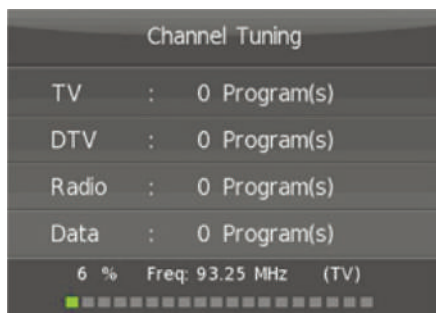 Channel Tuning
TV : 0 Program(s)
DTV : 0 Program(s)
Radio : 0 Program(s)
Data : 0 Program(s)
6 % Freq: 93.25 MHz (TV)